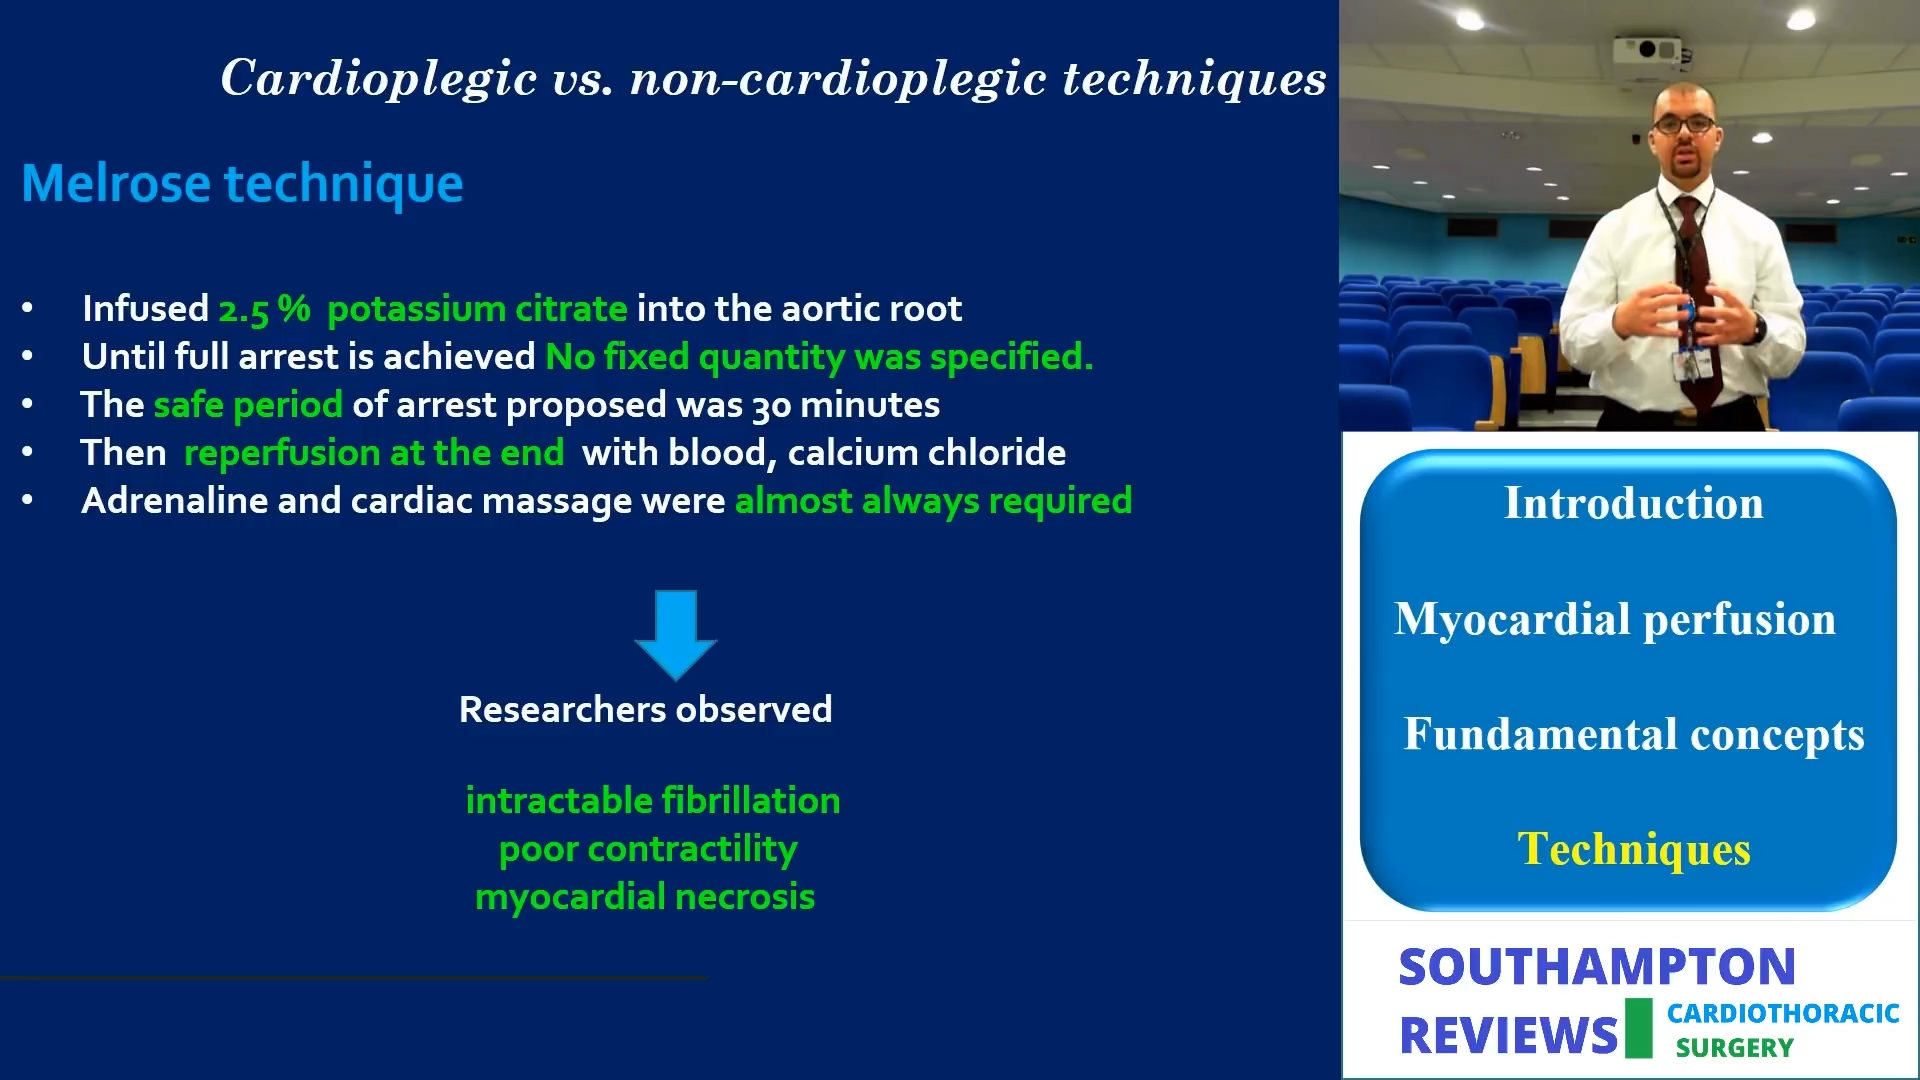 Cardioplegic vs. non-cardioplegic techniques
Melrose technique
• Infused 2.5 % potassium citrate into the aortic root
• Until full arrest is achieved No fixed quantity was specified.
• The safe period of arrest proposed was 30 minutes
• Then reperfusion at the end with blood, calcium chloride
• Adrenaline and cardiac massage were almost always required
Researchers observed
intractable fibrillation
poor contractility
myocardial necrosis
Introduction
Myocardial perfusion
Fundamental concepts
Techniques
SOUTHAMPTON
REVIEWS
CARDIOTHORACIC
SURGERY